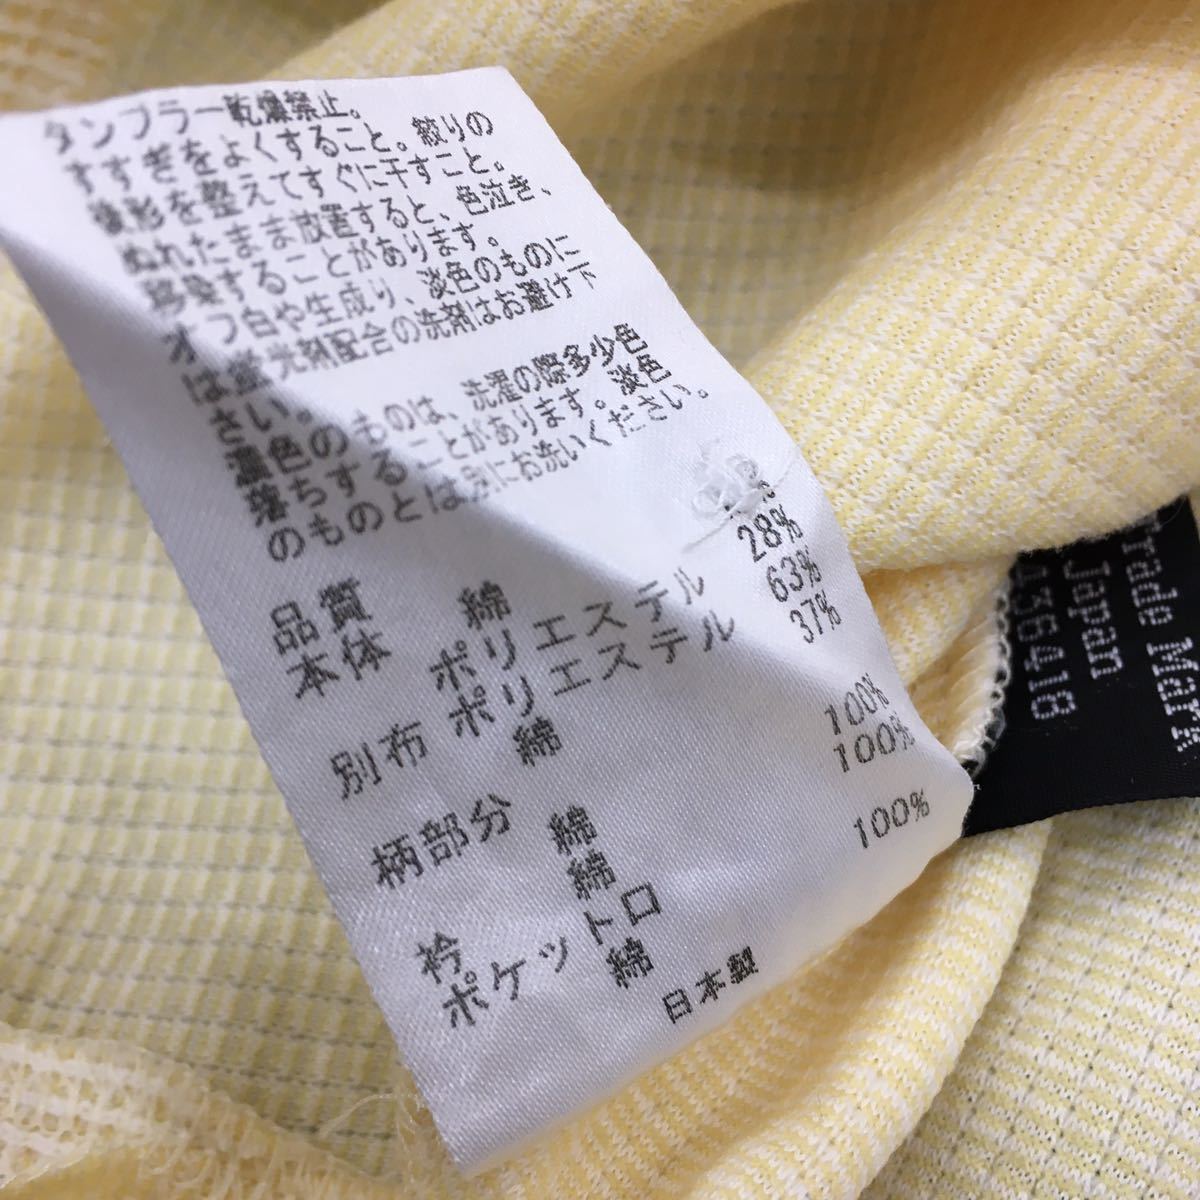 タンブラー乾燥禁止。
すすぎをよくすること。絞りの
後形を整えてすぐに干すこと。
ぬれたまま放置すると、色泣き、
移染することがあります。
オフ白や生成り、淡色のものに
は蛍光剤配合の洗剤はお避け下
さい。
濃色のものは、洗濯の際多少色
落ちすることがあります。淡色
のものとは別にお洗いください。
品質
本体 綿 %
ポリエステル 28%
別布 ポリエステル 63%
綿 37%
柄部分 綿 100%
衿 綿 100%
ポケット口
綿 100%
日本製
Trade Mark
Japan
436418